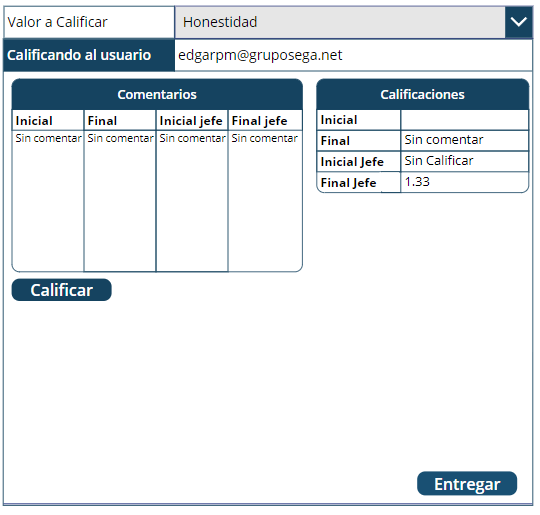 Valor a Calificar Honestidad
Calificando al usuario edgarpm@gruposega.net
Comentarios
Inicial Final Inicial jefe Final jefe
Sin comentar Sin comentar Sin comentar Sin comentar
Calificaciones
Inicial
Final Sin comentar
Inicial Jefe Sin Calificar
Final Jefe 1.33
Calificar
Entregar